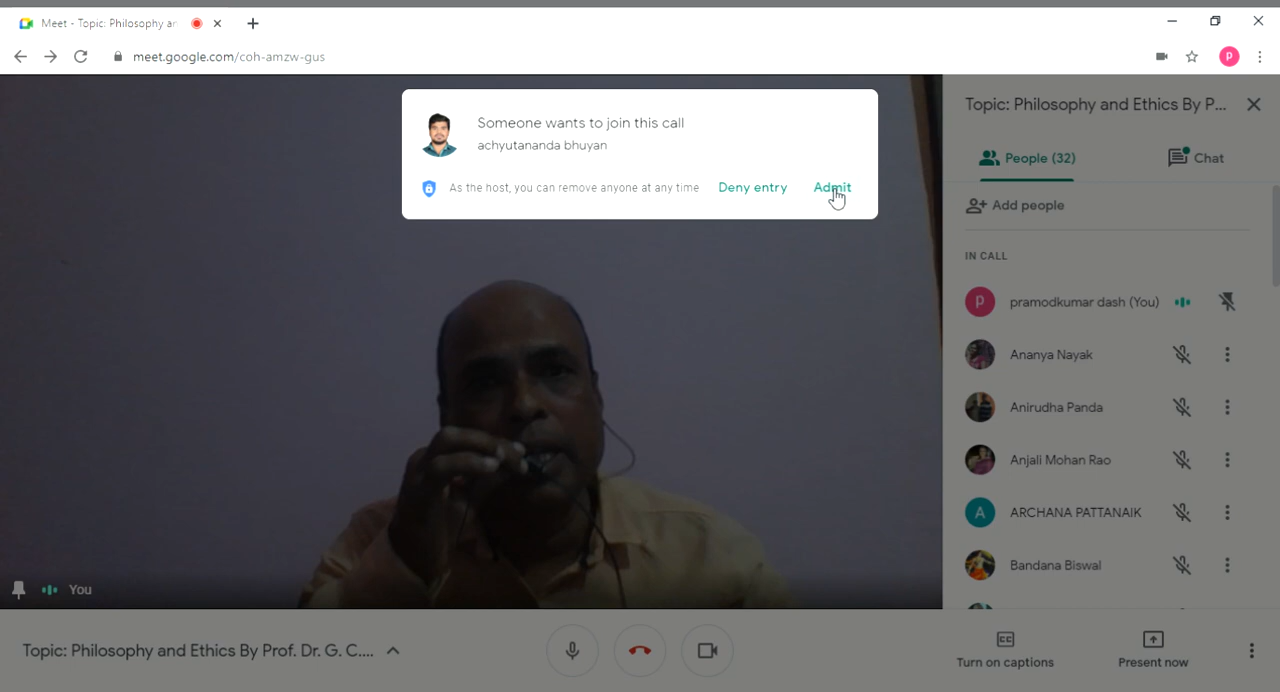 Meet - Topic: Philosophy an
meet.google.com/coh-amzw-gus
P
Someone wants to join this call
achyutananda bhuyan
As the host, you can remove anyone at any time
Deny entry
Admit
Topic: Philosophy and Ethics By P...
People (32)
Chat
Add people
IN CALL
P
pramodkumar dash (You)
Ananya Nayak
Anirudha Panda
Anjali Mohan Rao
A
ARCHANA PATTANAIK
Bandana Biswal
You
Topic: Philosophy and Ethics By Prof. Dr. G. C....
CC
Turn on captions
Present now